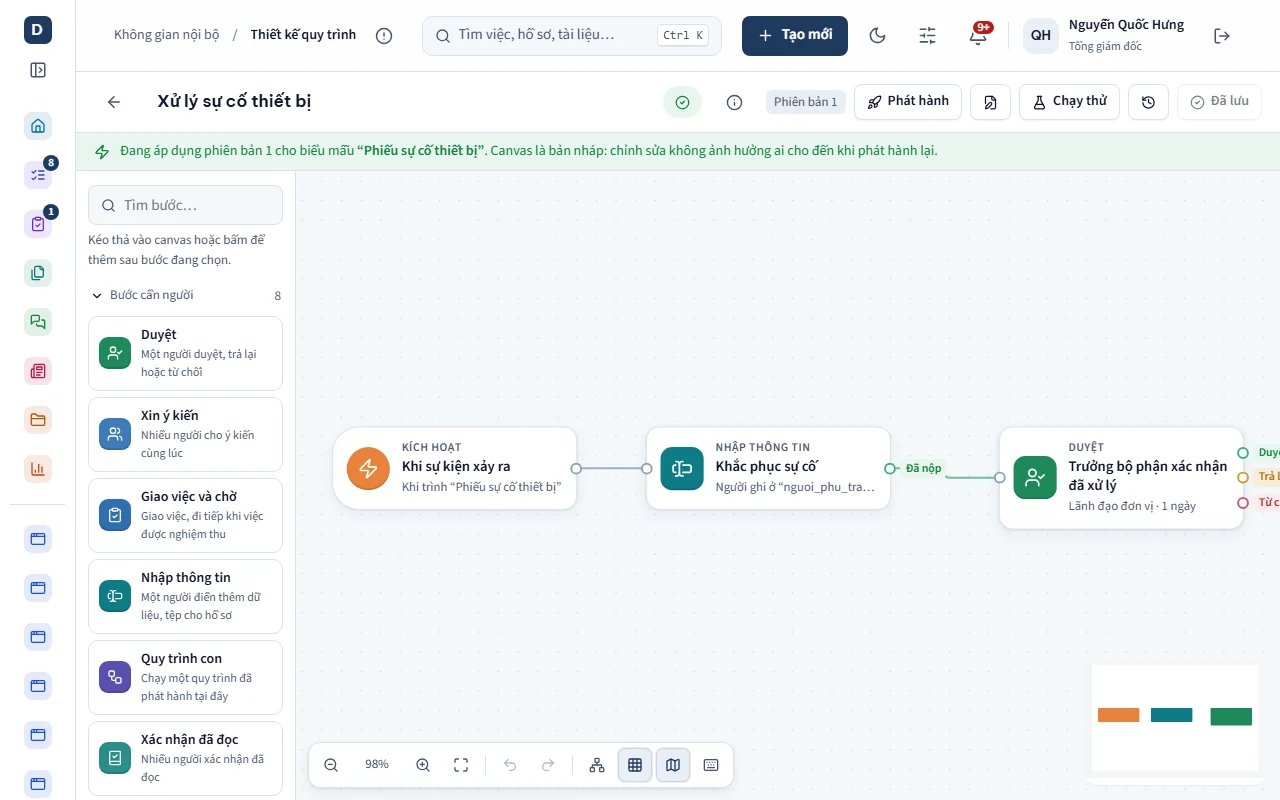 D
Không gian nội bộ / Thiết kế quy trình
Tìm việc, hồ sơ, tài liệu… Ctrl K
Tạo mới
9+
QH
Nguyễn Quốc Hưng
Tổng giám đốc
Xử lý sự cố thiết bị
Phiên bản 1
Phát hành
Chạy thử
Đã lưu
Đang áp dụng phiên bản 1 cho biểu mẫu “Phiếu sự cố thiết bị”. Canvas là bản nháp: chỉnh sửa không ảnh hưởng ai cho đến khi phát hành lại.
8
1
Tìm bước…
Kéo thả vào canvas hoặc bấm để
thêm sau bước đang chọn.
Bước cần người 8
Duyệt
Một người duyệt, trả lại
hoặc từ chối
Xin ý kiến
Nhiều người cho ý kiến
cùng lúc
Giao việc và chờ
Giao việc, đi tiếp khi việc
được nghiệm thu
Nhập thông tin
Một người điền thêm dữ
liệu, tệp cho hồ sơ
Quy trình con
Chạy một quy trình đã
phát hành tại đây
Xác nhận đã đọc
Nhiều người xác nhận đã
đọc
KÍCH HOẠT
Khi sự kiện xảy ra
Khi trình “Phiếu sự cố thiết bị”
NHẬP THÔNG TIN
Khắc phục sự cố
Người ghi ở “nguoi_phu_tra…
Đã nộp
DUYỆT
Trưởng bộ phận xác nhận
đã xử lý
Lãnh đạo đơn vị · 1 ngày
98%